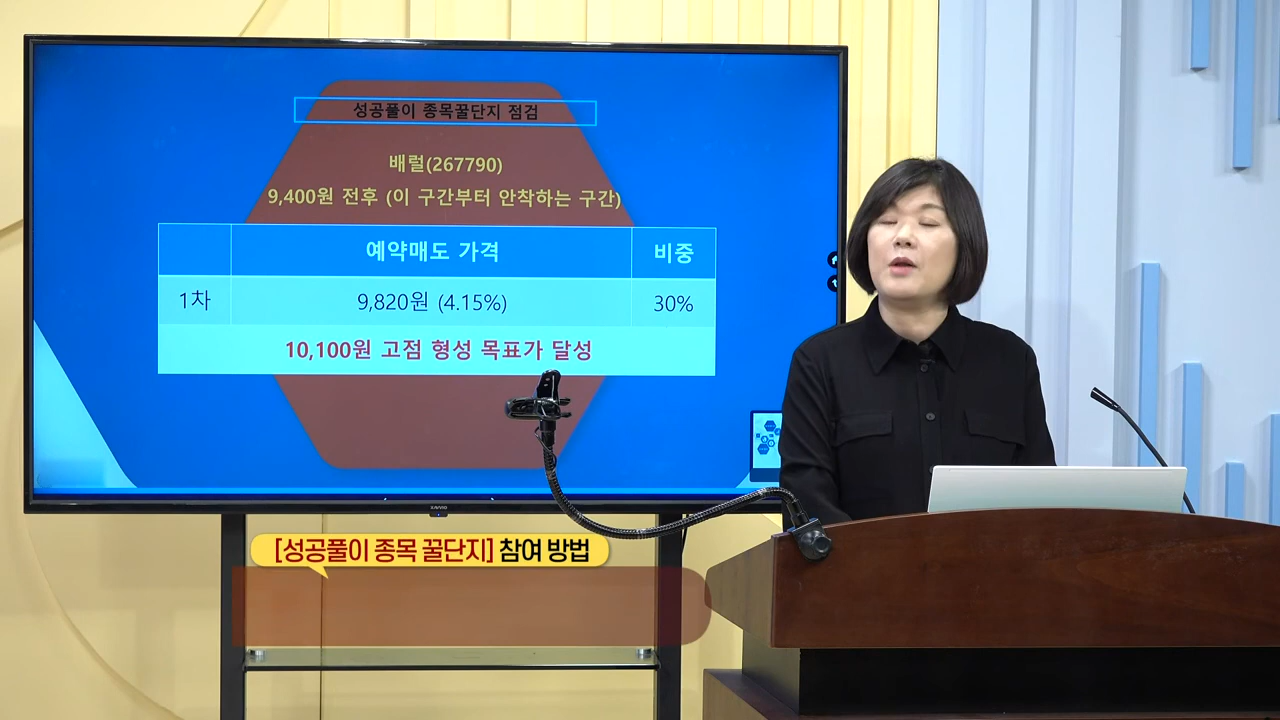 성공풀이 종목꿀단지 점검
배럴(267790)
9,400원 전후 (이 구간부터 안착하는 구간)
예약매도 가격 비중
1차 9,820원 (4.15%) 30%
10,100원 고점 형성 목표가 달성
[성공풀이 종목 꿀단지] 참여 방법